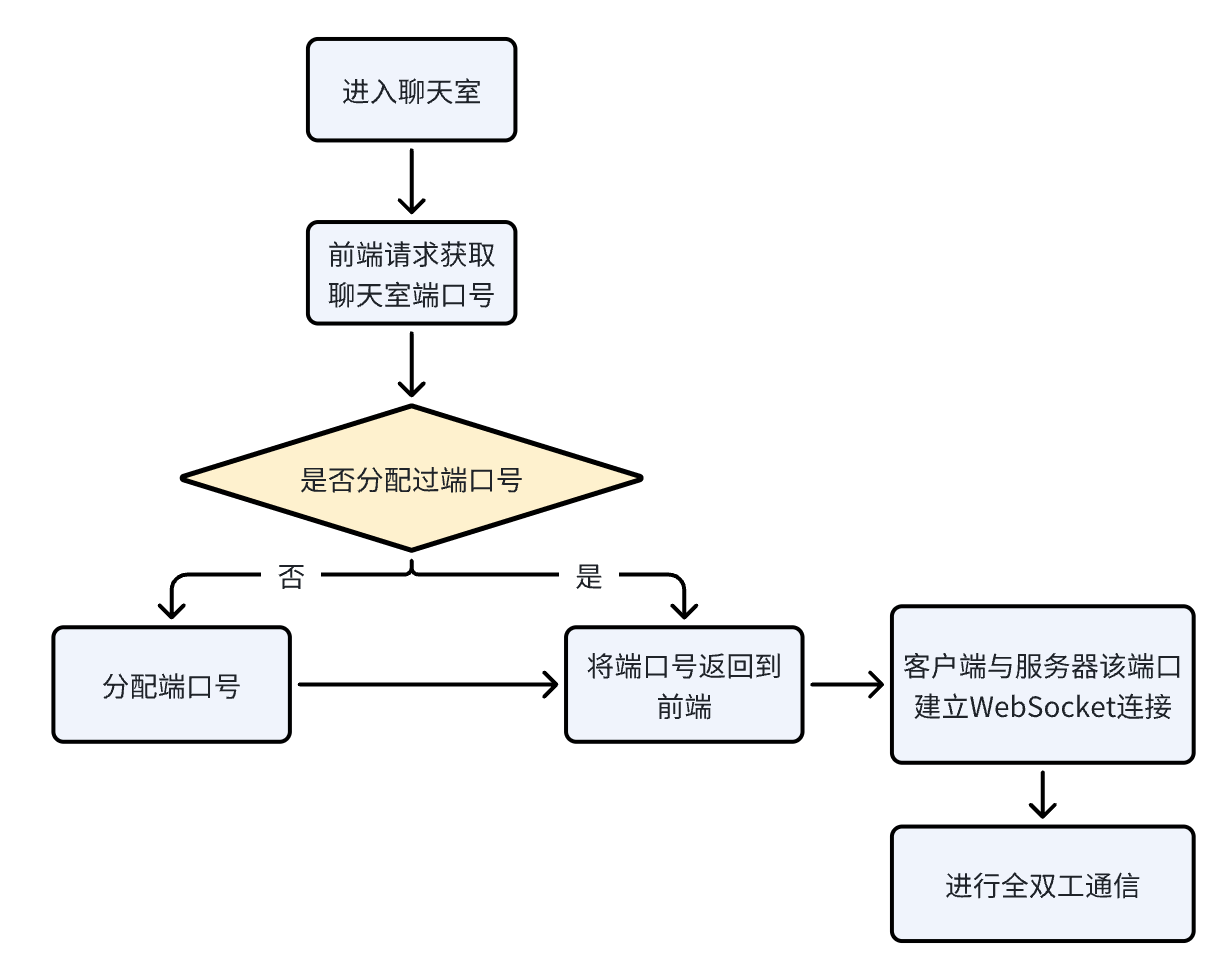 进入聊天室
前端请求获取
聊天室端口号
是否分配过端口号
否
是
分配端口号
将端口号返回到
前端
客户端与服务器该端口
建立WebSocket连接
进行全双工通信